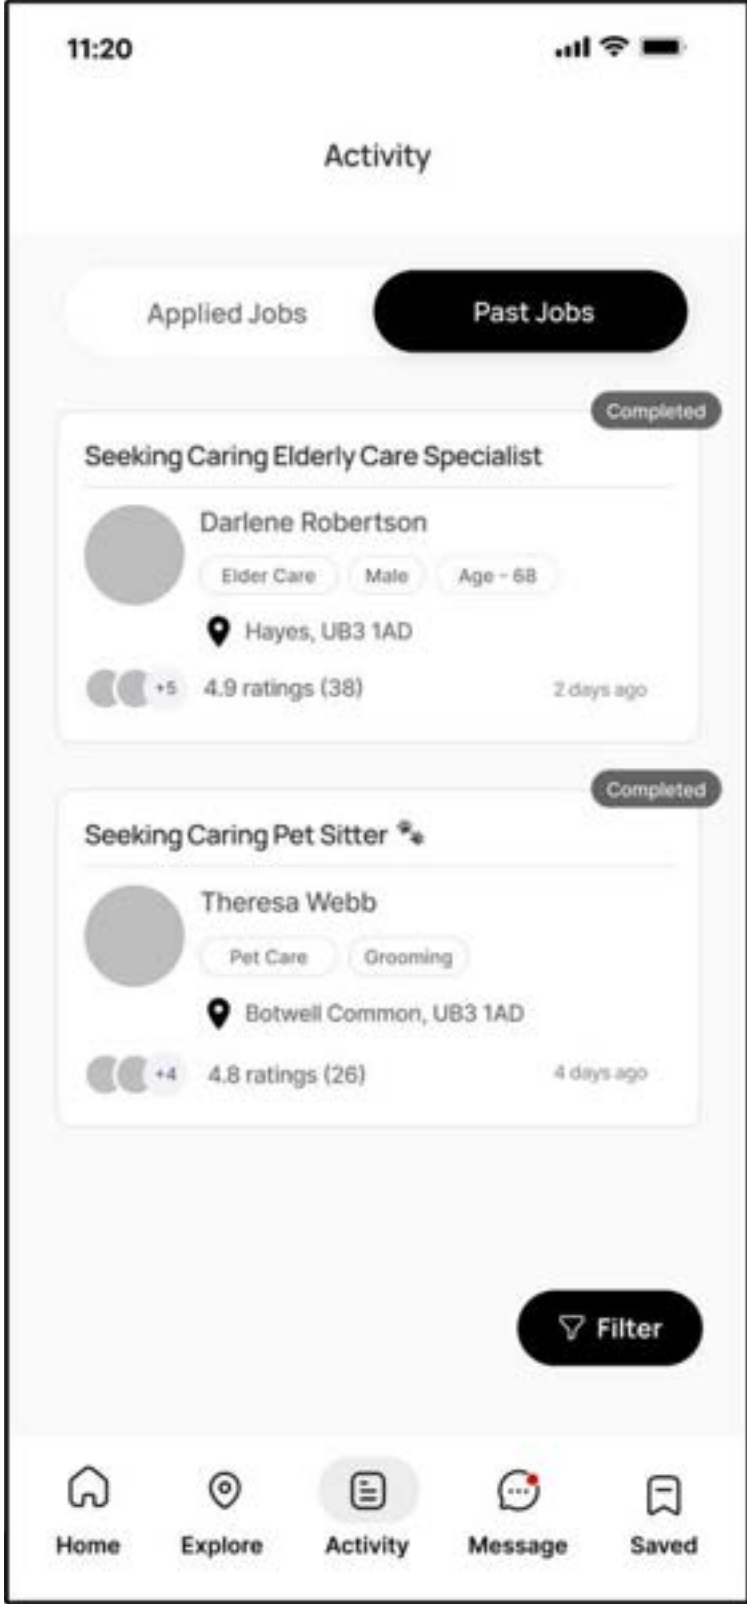 11:20
Activity
Applied Jobs
Past Jobs
Completed
Seeking Caring Elderly Care Specialist
Darlene Robertson
Elder Care
Male
Age - 68
Hayes, UB3 1AD
+5
4.9 ratings (38)
2 days ago
Completed
Seeking Caring Pet Sitter 🐾
Theresa Webb
Pet Care
Grooming
Botwell Common, UB3 1AD
+4
4.8 ratings (26)
4 days ago
Filter
Home
Explore
Activity
Message
Saved